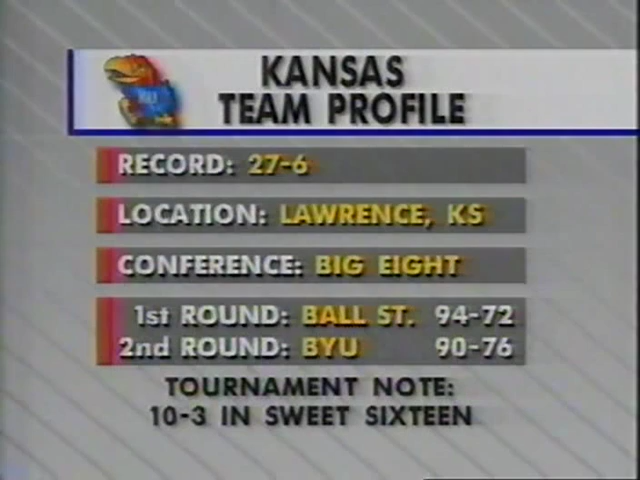 KANSAS
TEAM PROFILE
RECORD: 27-6
LOCATION: LAWRENCE, KS
CONFERENCE: BIG EIGHT
1st ROUND: BALL ST. 94-72
2nd ROUND: BYU 90-76
TOURNAMENT NOTE:
10-3 IN SWEET SIXTEEN